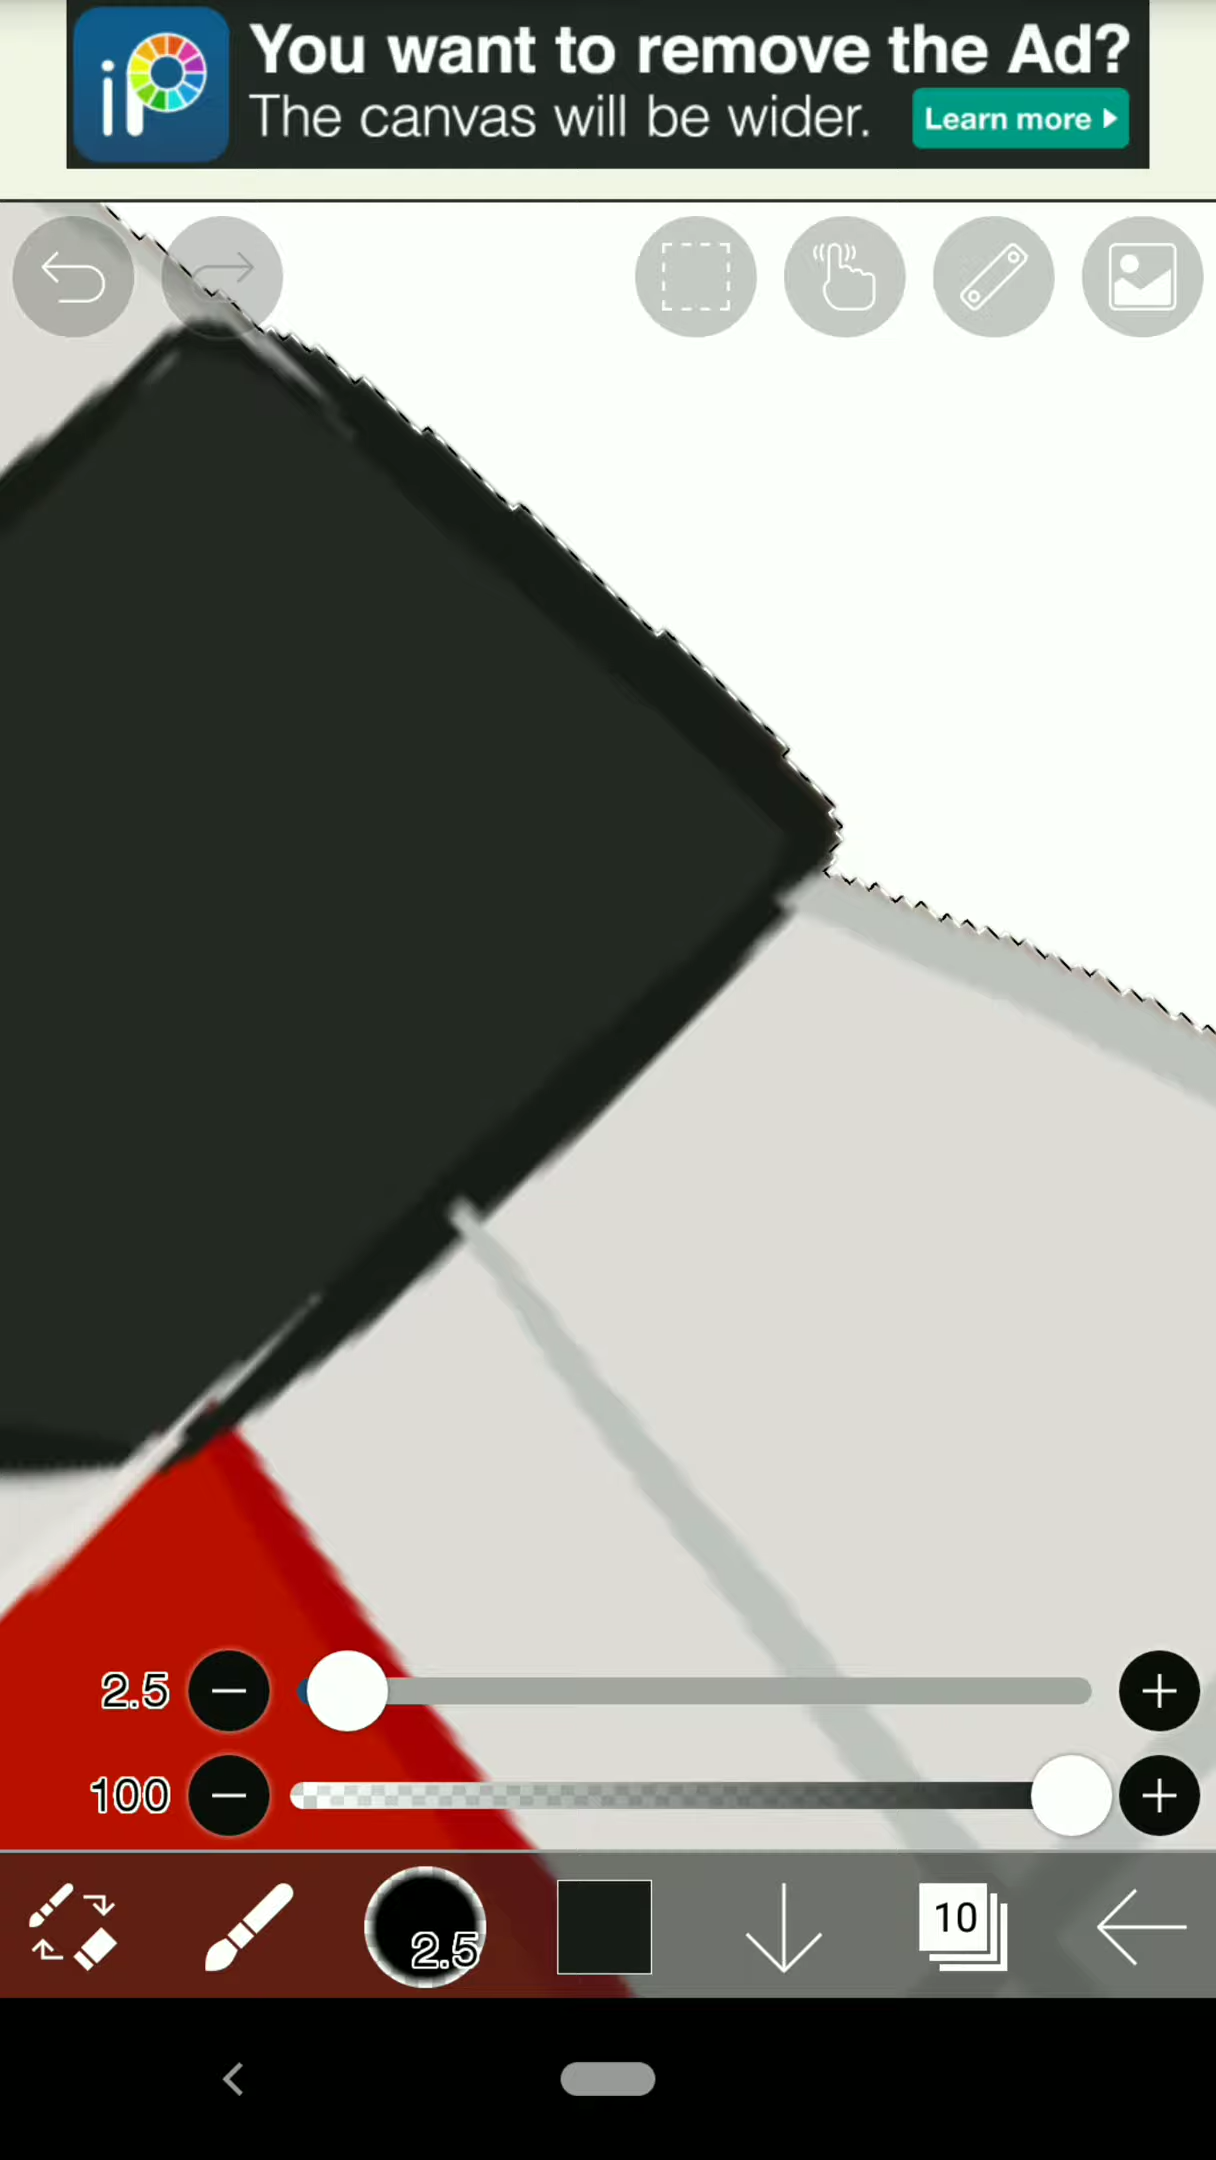 iP
You want to remove the Ad?
The canvas will be wider.
Learn more
2.5
100
2.5
10